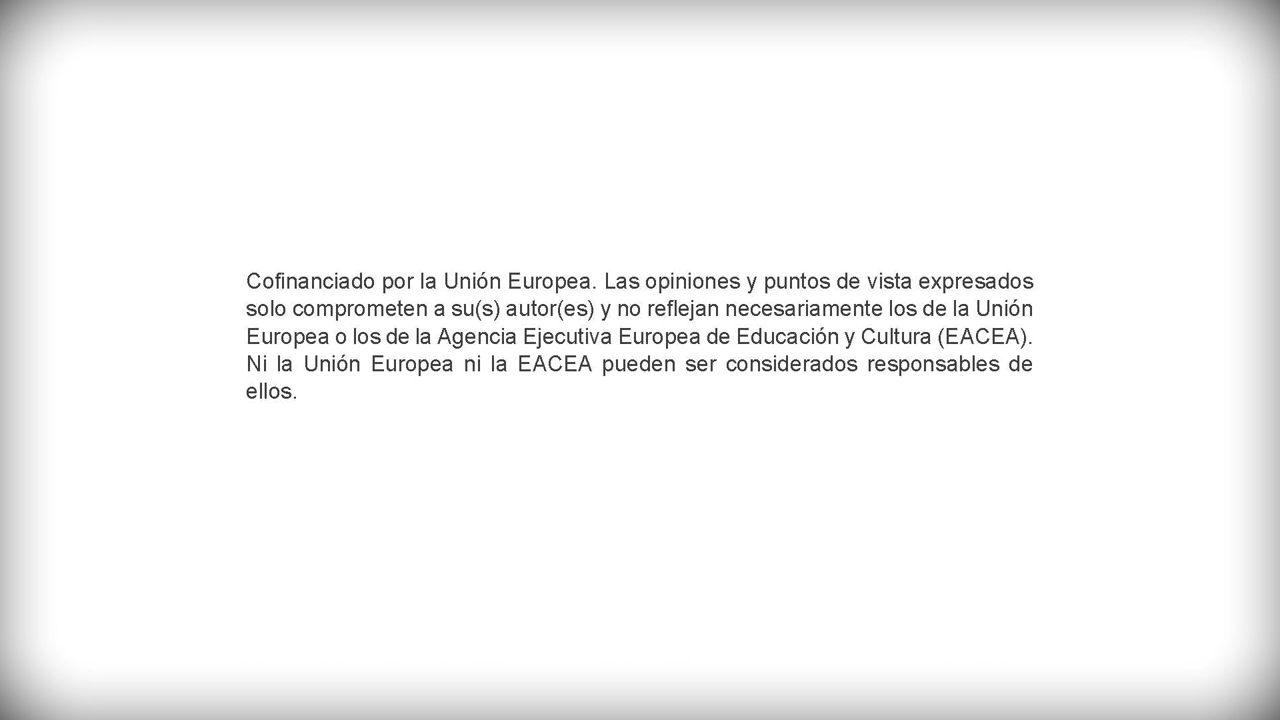 Cofinanciado por la Unión Europea. Las opiniones y puntos de vista expresados
solo comprometen a su(s) autor(es) y no reflejan necesariamente los de la Unión
Europea o los de la Agencia Ejecutiva Europea de Educación y Cultura (EACEA).
Ni la Unión Europea ni la EACEA pueden ser considerados responsables de
ellos.